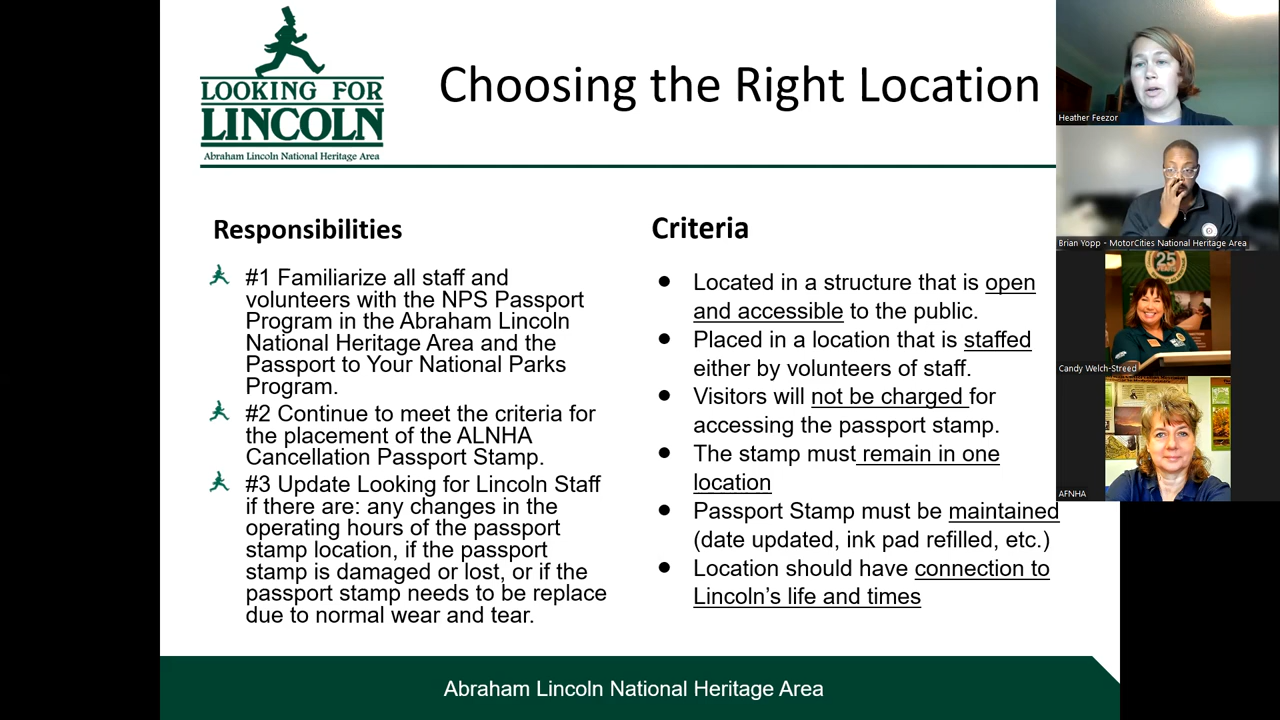 LOOKING FOR
LINCOLN
Abraham Lincoln National Heritage Area
Choosing the Right Location
Responsibilities
#1 Familiarize all staff and
volunteers with the NPS Passport
Program in the Abraham Lincoln
National Heritage Area and the
Passport to Your National Parks
Program.
#2 Continue to meet the criteria for
the placement of the ALNHA
Cancellation Passport Stamp.
#3 Update Looking for Lincoln Staff
if there are: any changes in the
operating hours of the passport
stamp location, if the passport
stamp is damaged or lost, or if the
passport stamp needs to be replace
due to normal wear and tear.
Criteria
● Located in a structure that is open
and accessible to the public.
● Placed in a location that is staffed
either by volunteers of staff.
● Visitors will not be charged for
accessing the passport stamp.
● The stamp must remain in one
location
● Passport Stamp must be maintained
(date updated, ink pad refilled, etc.)
● Location should have connection to
Lincoln's life and times
Abraham Lincoln National Heritage Area
Heather Feezor
Brian Yopp - MotorCities National Heritage Area
25
YEARS
Candy Welch-Streed
AFNHA